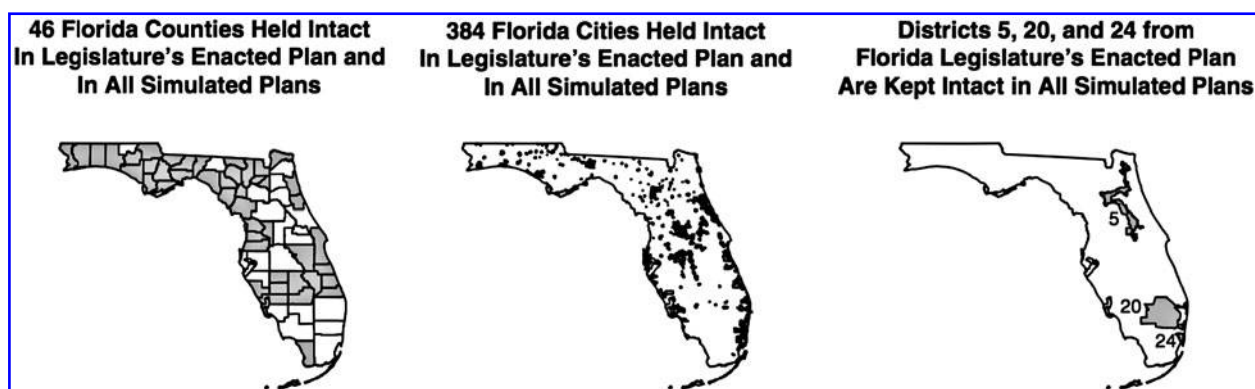 46 Florida Counties Held Intact
In Legislature's Enacted Plan and
In All Simulated Plans
384 Florida Cities Held Intact
In Legislature's Enacted Plan and
In All Simulated Plans
Districts 5, 20, and 24 from
Florida Legislature's Enacted Plan
Are Kept Intact in All Simulated Plans
5
20
24